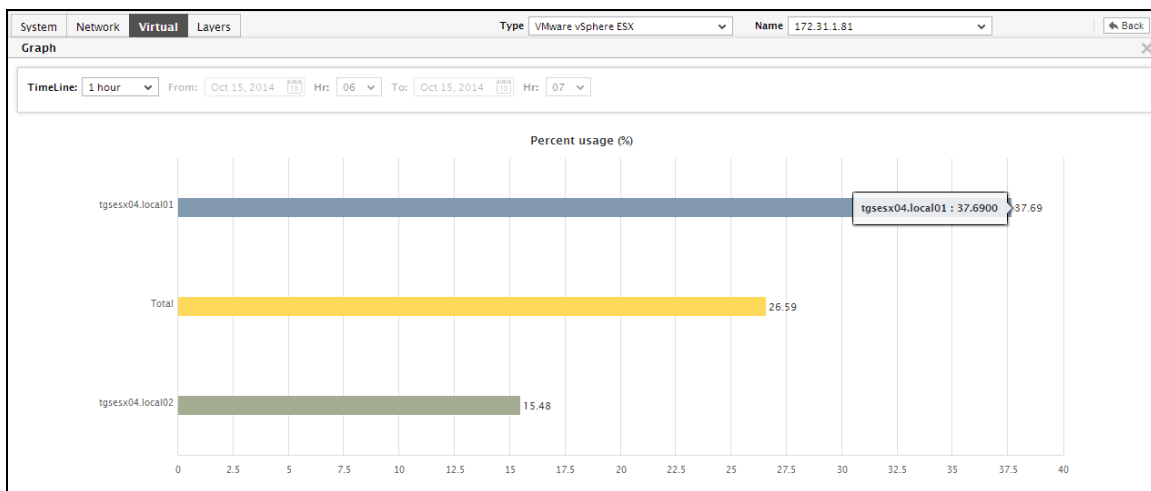 System Network Virtual Layers Type VMware vSphere ESX Name 172.31.1.81 Back
Graph
TimeLine: 1 hour From: Oct 15, 2014 15 Hr: 06 To: Oct 15, 2014 15 Hr: 07
Percent usage (%)
tgsesx04.local01 tgsesx04.local01 : 37.6900 37.69
Total 26.59
tgsesx04.local02 15.48
0 2.5 5 7.5 10 12.5 15 17.5 20 22.5 25 27.5 30 32.5 35 37.5 40